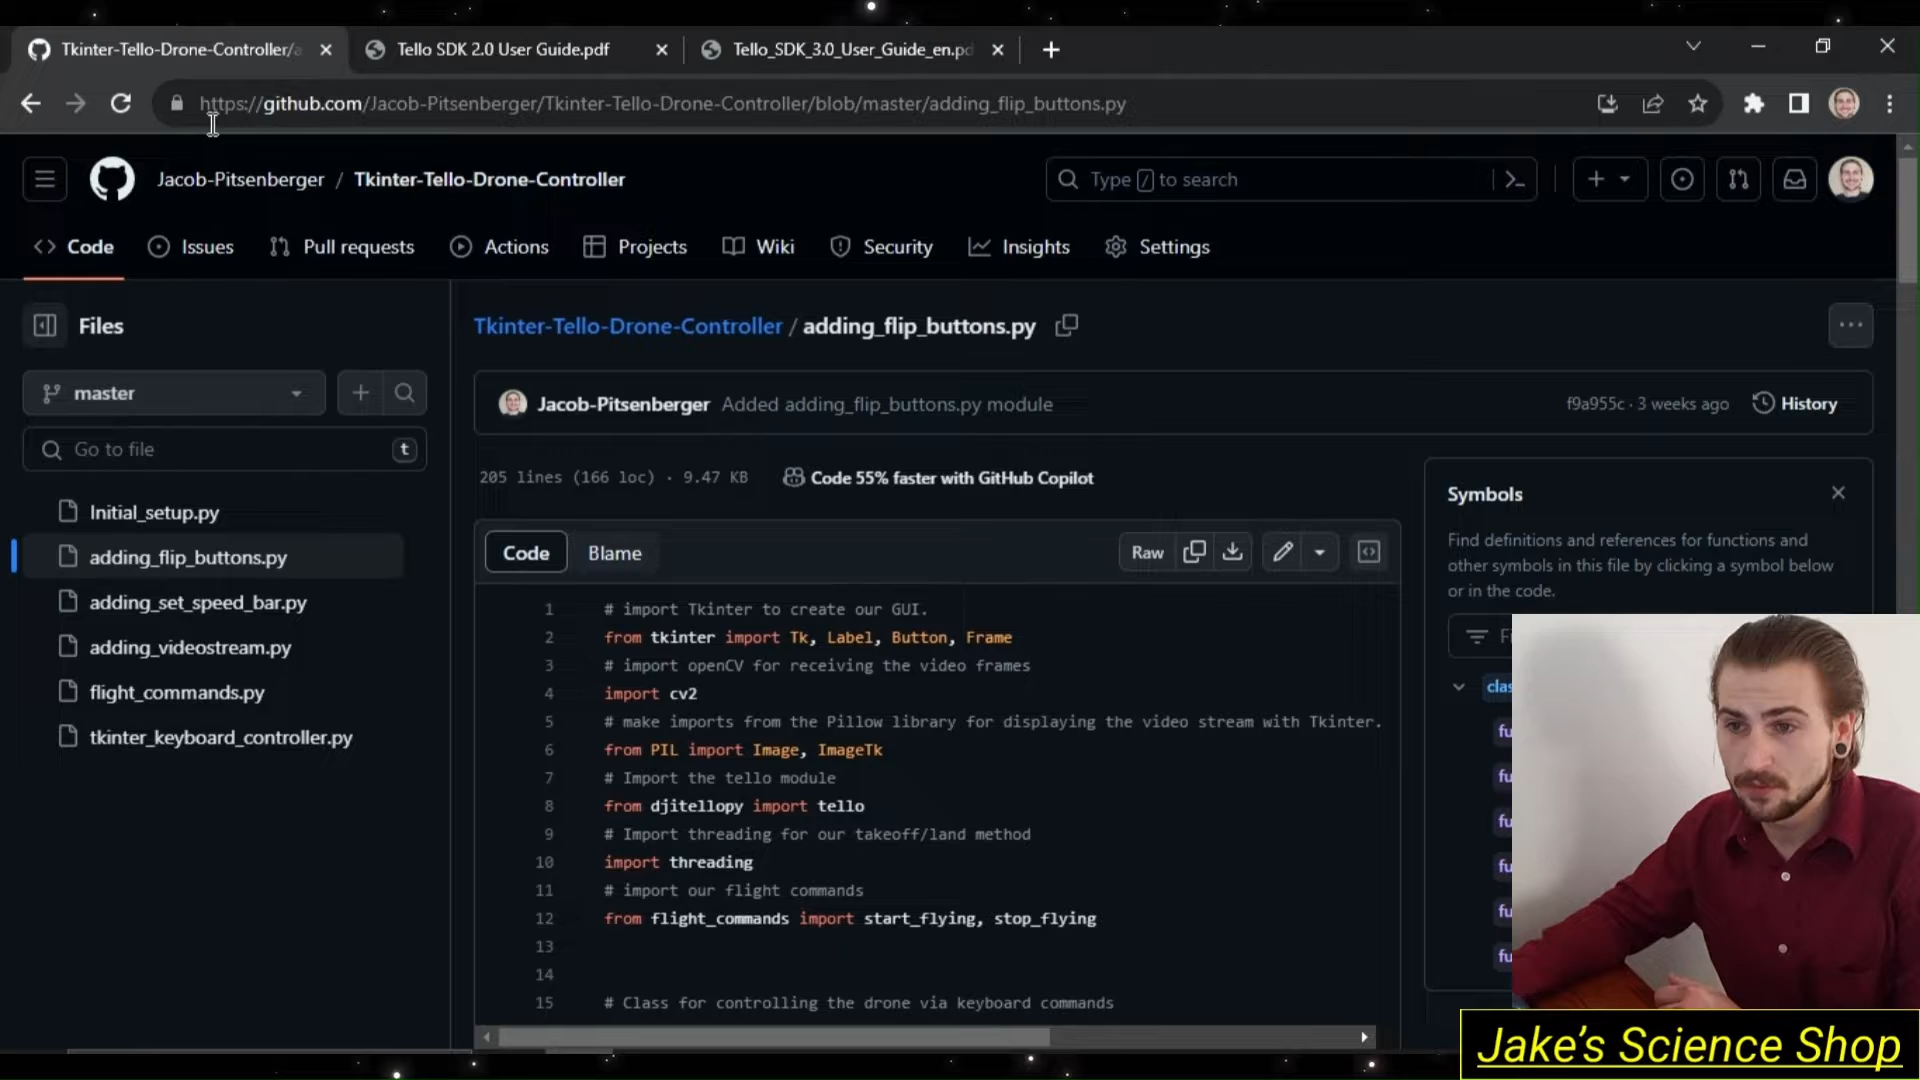 Tkinter-Tello-Drone-Controller/a
Tello SDK 2.0 User Guide.pdf
Tello_SDK_3.0_User_Guide_en.pd
https://github.com/Jacob-Pitsenberger/Tkinter-Tello-Drone-Controller/blob/master/adding_flip_buttons.py
Jacob-Pitsenberger / Tkinter-Tello-Drone-Controller
Type / to search
Code
Issues
Pull requests
Actions
Projects
Wiki
Security
Insights
Settings
Files
master
Go to file
t
Initial_setup.py
adding_flip_buttons.py
adding_set_speed_bar.py
adding_videostream.py
flight_commands.py
tkinter_keyboard_controller.py
Tkinter-Tello-Drone-Controller / adding_flip_buttons.py
Jacob-Pitsenberger Added adding_flip_buttons.py module
f9a955c · 3 weeks ago
History
205 lines (166 loc) · 9.47 KB
Code 55% faster with GitHub Copilot
Code
Blame
Raw
1 # import Tkinter to create our GUI.
2 from tkinter import Tk, Label, Button, Frame
3 # import openCV for receiving the video frames
4 import cv2
5 # make imports from the Pillow library for displaying the video stream with Tkinter.
6 from PIL import Image, ImageTk
7 # Import the tello module
8 from djitellopy import tello
9 # Import threading for our takeoff/land method
10 import threading
11 # import our flight commands
12 from flight_commands import start_flying, stop_flying
13
14
15 # Class for controlling the drone via keyboard commands
Symbols
Find definitions and references for functions and
other symbols in this file by clicking a symbol below
or in the code.
clas
fu
fu
fu
fu
fu
fu
Jake's Science Shop